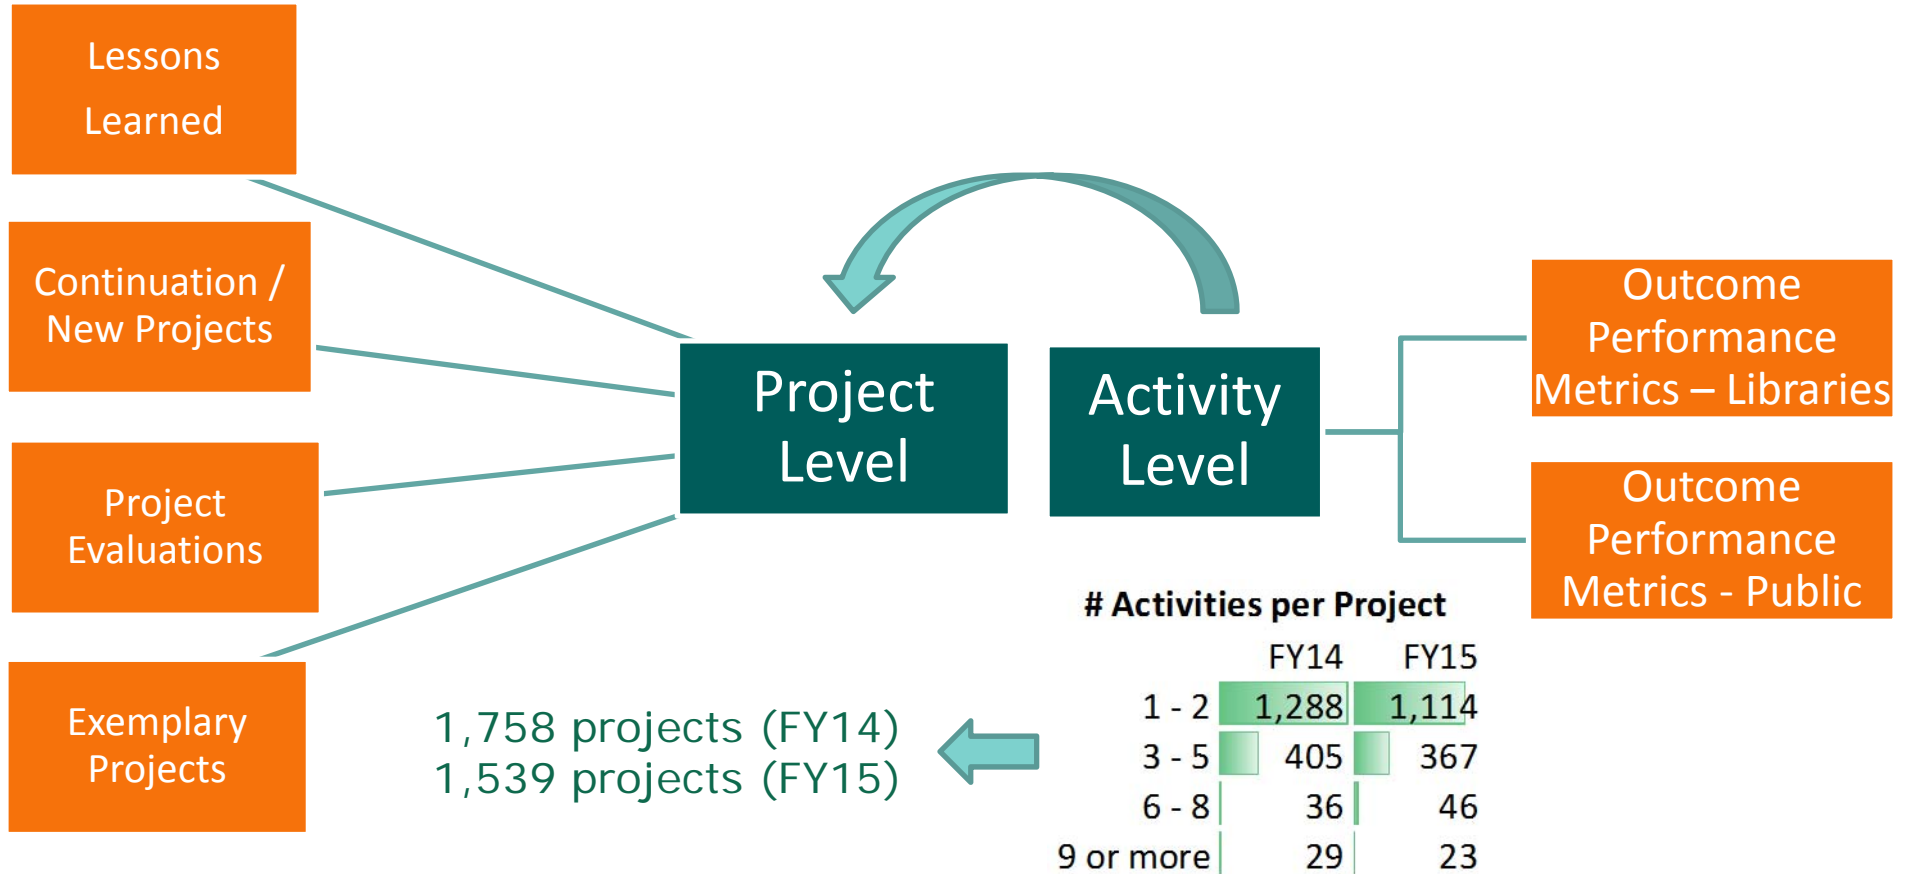 Lessons
Learned
Continuation /
New Projects
Project
Evaluations
Exemplary
Projects
Project
Level
Activity
Level
Outcome
Performance
Metrics – Libraries
Outcome
Performance
Metrics - Public
1,758 projects (FY14)
1,539 projects (FY15)
# Activities per Project
FY14 FY15
1 - 2 1,288 1,114
3 - 5 405 367
6 - 8 36 46
9 or more 29 23